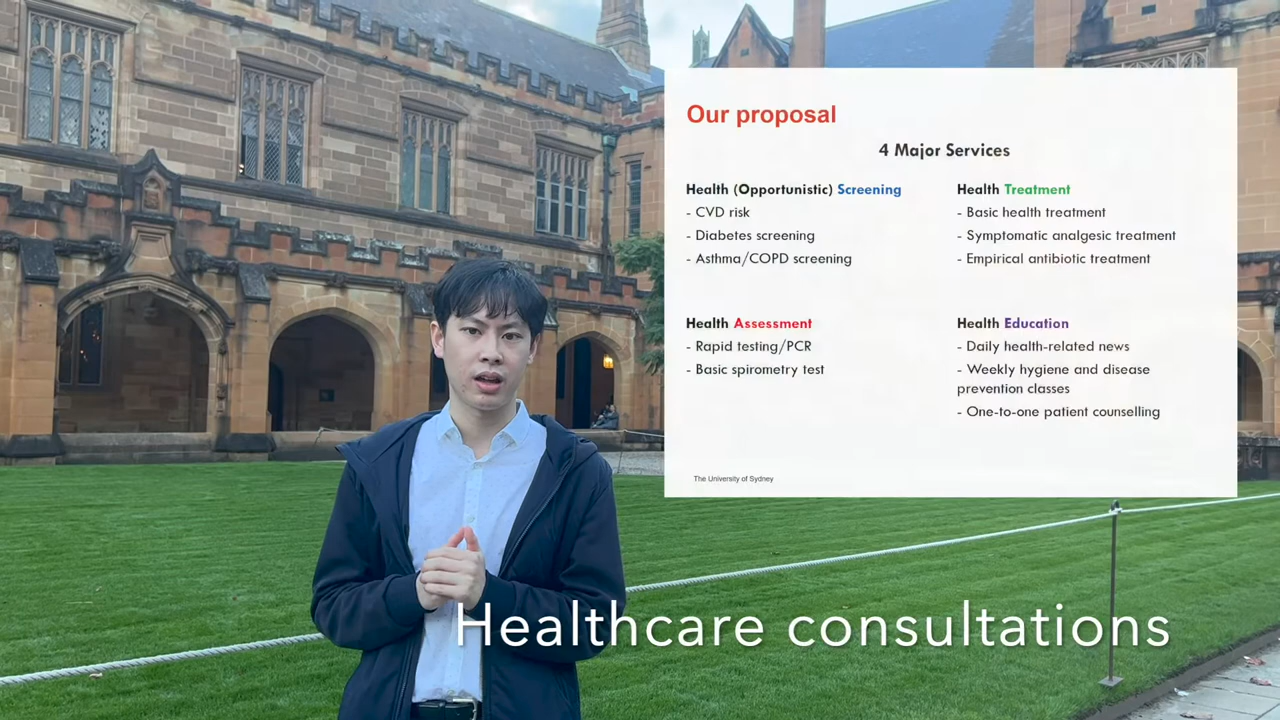 Our proposal
4 Major Services
Health (Opportunistic) Screening
- CVD risk
- Diabetes screening
- Asthma/COPD screening
Health Treatment
- Basic health treatment
- Symptomatic analgesic treatment
- Empirical antibiotic treatment
Health Assessment
- Rapid testing/PCR
- Basic spirometry test
Health Education
- Daily health-related news
- Weekly hygiene and disease
prevention classes
- One-to-one patient counselling
The University of Sydney
Healthcare consultations